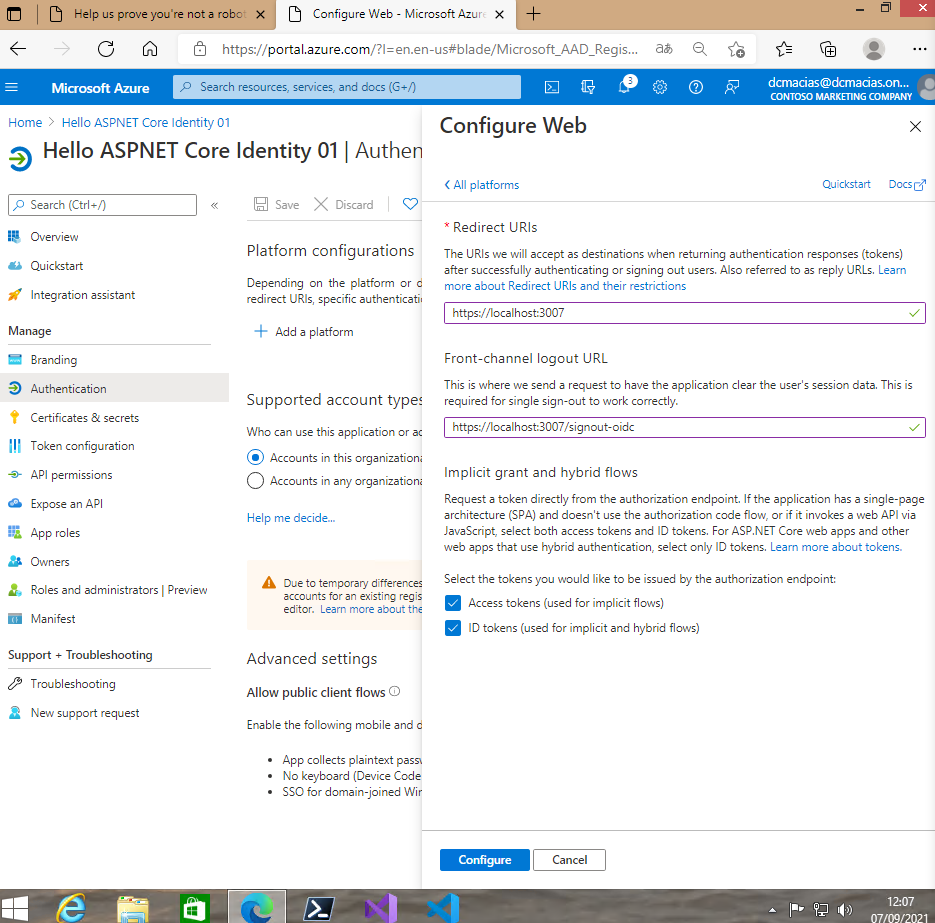 Help us prove you're not a robot
Configure Web - Microsoft Azure
https://portal.azure.com/?l=en.en-us#blade/Microsoft_AAD_Regis...
aあ
Microsoft Azure
Search resources, services, and docs (G+/)
3
dcmacias@dcmacias.on...
CONTOSO MARKETING COMPANY
Home > Hello ASPNET Core Identity 01
Hello ASPNET Core Identity 01 | Authen
Search (Ctrl+/)
«
Overview
Quickstart
Integration assistant
Manage
Branding
Authentication
Certificates & secrets
Token configuration
API permissions
Expose an API
App roles
Owners
Roles and administrators | Preview
Manifest
Support + Troubleshooting
Troubleshooting
New support request
Save
Discard
Platform configurations
Depending on the platform or d
redirect URIs, specific authenticatio
Add a platform
Supported account types
Who can use this application or ac
Accounts in this organizationa
Accounts in any organizationa
Help me decide...
Due to temporary differences
accounts for an existing regis
editor. Learn more about the
Advanced settings
Allow public client flows
Enable the following mobile and d
• App collects plaintext passw
• No keyboard (Device Code
• SSO for domain-joined Win
Configure Web
All platforms
Quickstart
Docs
* Redirect URIs
The URIs we will accept as destinations when returning authentication responses (tokens)
after successfully authenticating or signing out users. Also referred to as reply URLs. Learn
more about Redirect URIs and their restrictions
https://localhost:3007
Front-channel logout URL
This is where we send a request to have the application clear the user's session data. This is
required for single sign-out to work correctly.
https://localhost:3007/signout-oidc
Implicit grant and hybrid flows
Request a token directly from the authorization endpoint. If the application has a single-page
architecture (SPA) and doesn't use the authorization code flow, or if it invokes a web API via
JavaScript, select both access tokens and ID tokens. For ASP.NET Core web apps and other
web apps that use hybrid authentication, select only ID tokens. Learn more about tokens.
Select the tokens you would like to be issued by the authorization endpoint:
Access tokens (used for implicit flows)
ID tokens (used for implicit and hybrid flows)
Configure
Cancel
12:07
07/09/2021